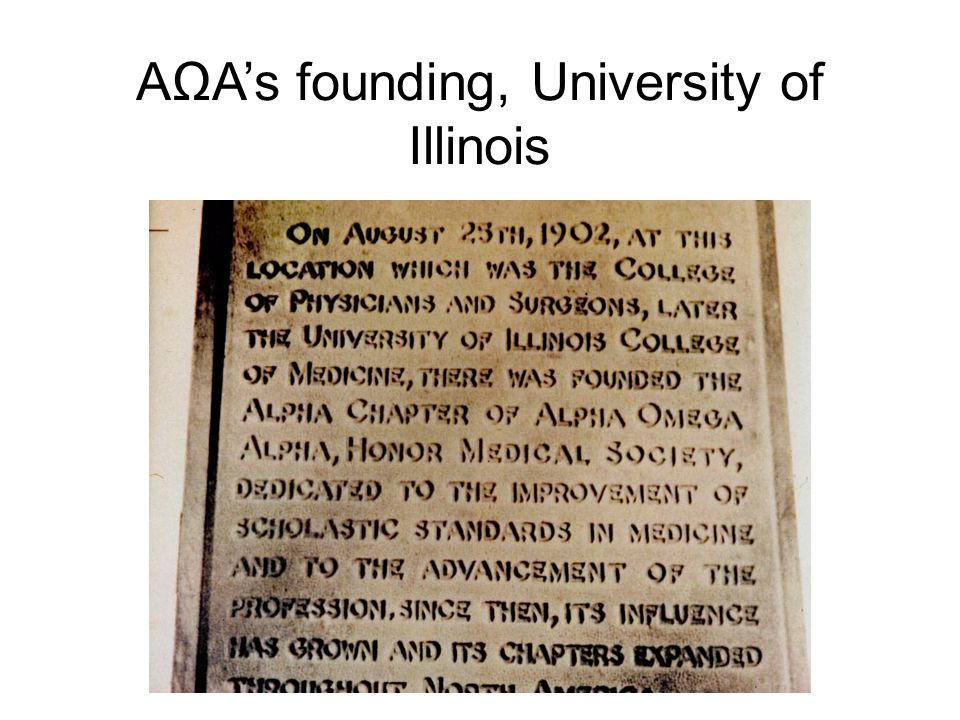 AΩA’s founding, University of
Illinois
ON AUGUST 25TH, 1902, AT THIS
LOCATION WHICH WAS THE COLLEGE
OF PHYSICIANS AND SURGEONS, LATER
THE UNIVERSITY OF ILLINOIS COLLEGE
OF MEDICINE, THERE WAS FOUNDED THE
ALPHA CHAPTER OF ALPHA OMEGA
ALPHA, HONOR MEDICAL SOCIETY,
DEDICATED TO THE IMPROVEMENT OF
SCHOLASTIC STANDARDS IN MEDICINE
AND TO THE ADVANCEMENT OF THE
PROFESSION. SINCE THEN, ITS INFLUENCE
HAS GROWN AND ITS CHAPTERS EXPANDED
THROUGHOUT NORTH AMERICA